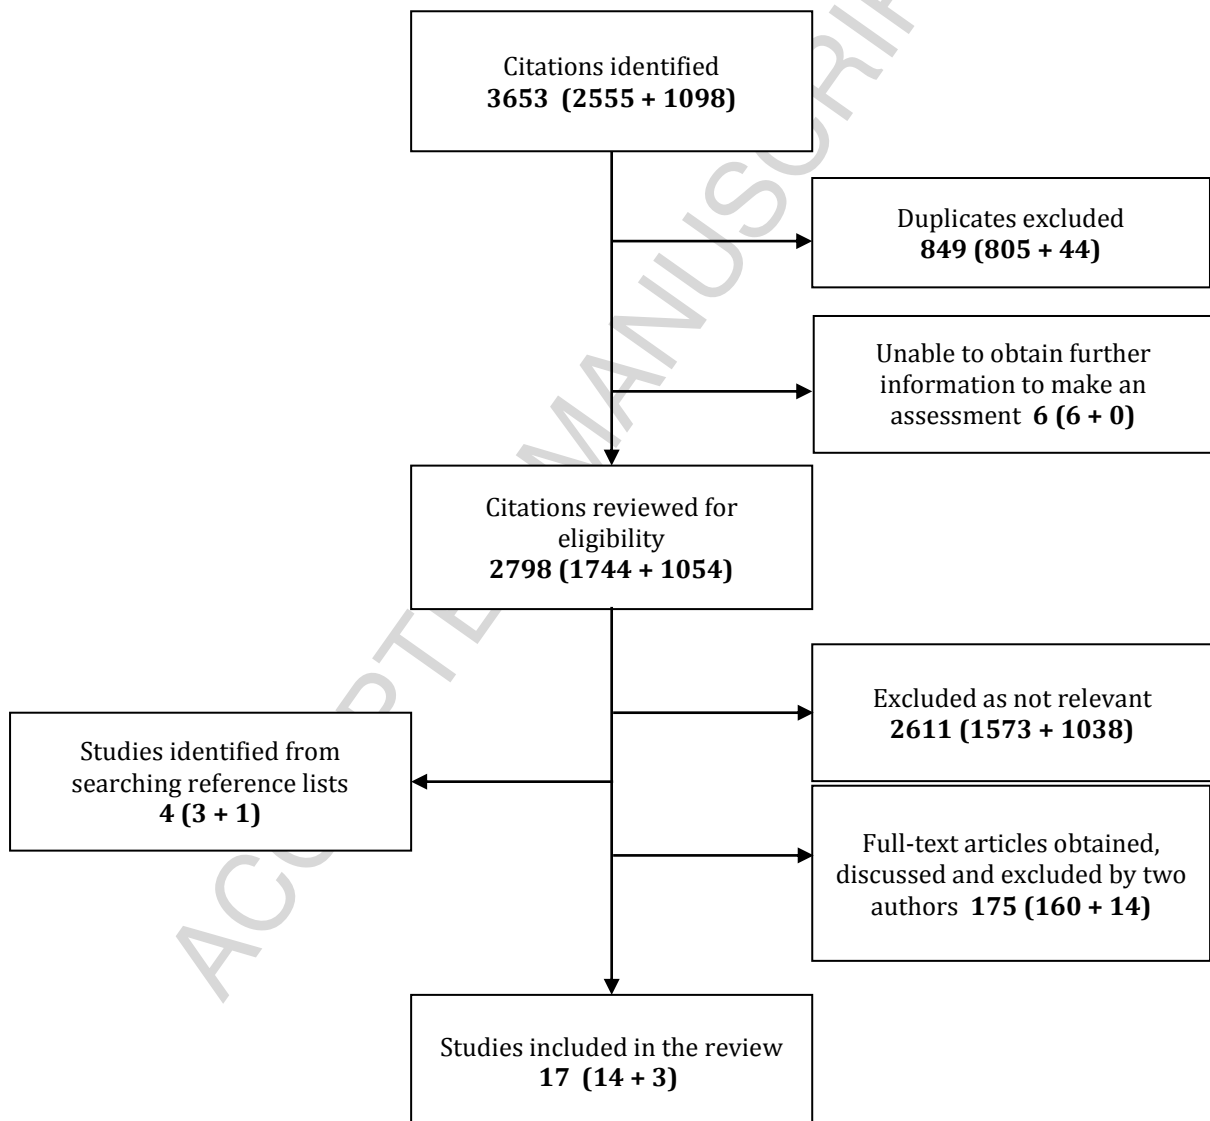 Citations identified
3653 (2555 + 1098)
Duplicates excluded
849 (805 + 44)
Unable to obtain further
information to make an
assessment 6 (6 + 0)
Citations reviewed for
eligibility
2798 (1744 + 1054)
Excluded as not relevant
2611 (1573 + 1038)
Studies identified from
searching reference lists
4 (3 + 1)
Full-text articles obtained,
discussed and excluded by two
authors 175 (160 + 14)
Studies included in the review
17 (14 + 3)
ACCEPTED MANUSCRIPT